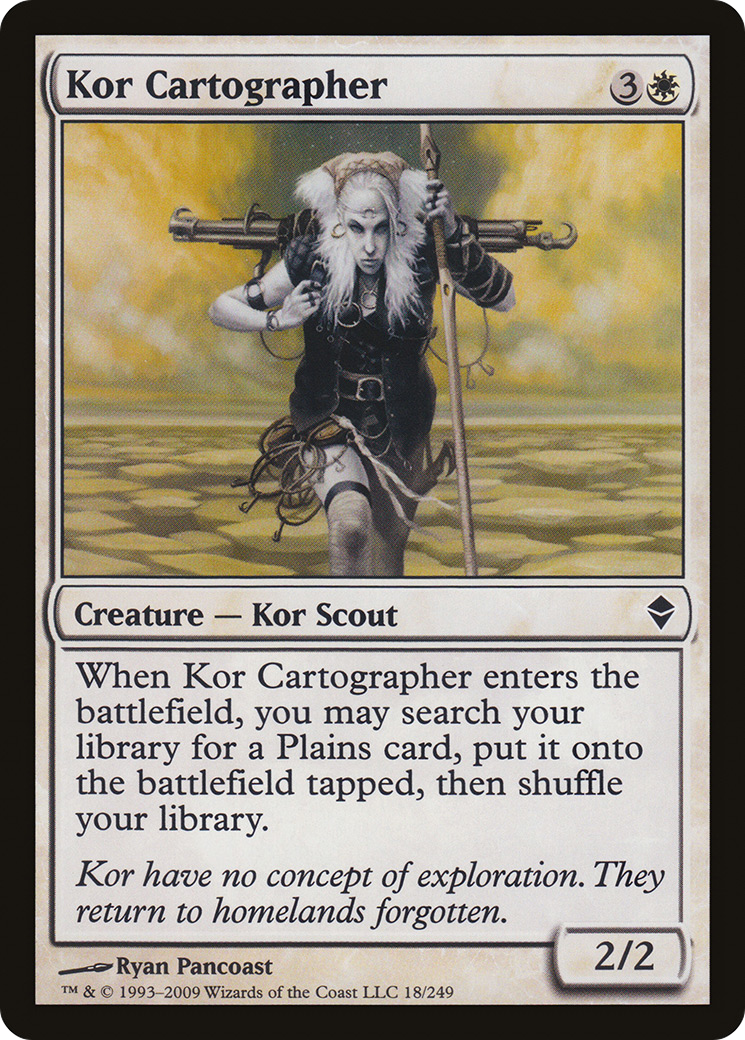 Kor Cartographer 3
Creature — Kor Scout
When Kor Cartographer enters the
battlefield, you may search your
library for a Plains card, put it onto
the battlefield tapped, then shuffle
your library.
Kor have no concept of exploration. They
return to homelands forgotten.
2/2
Ryan Pancoast
™ & © 1993–2009 Wizards of the Coast LLC 18/249